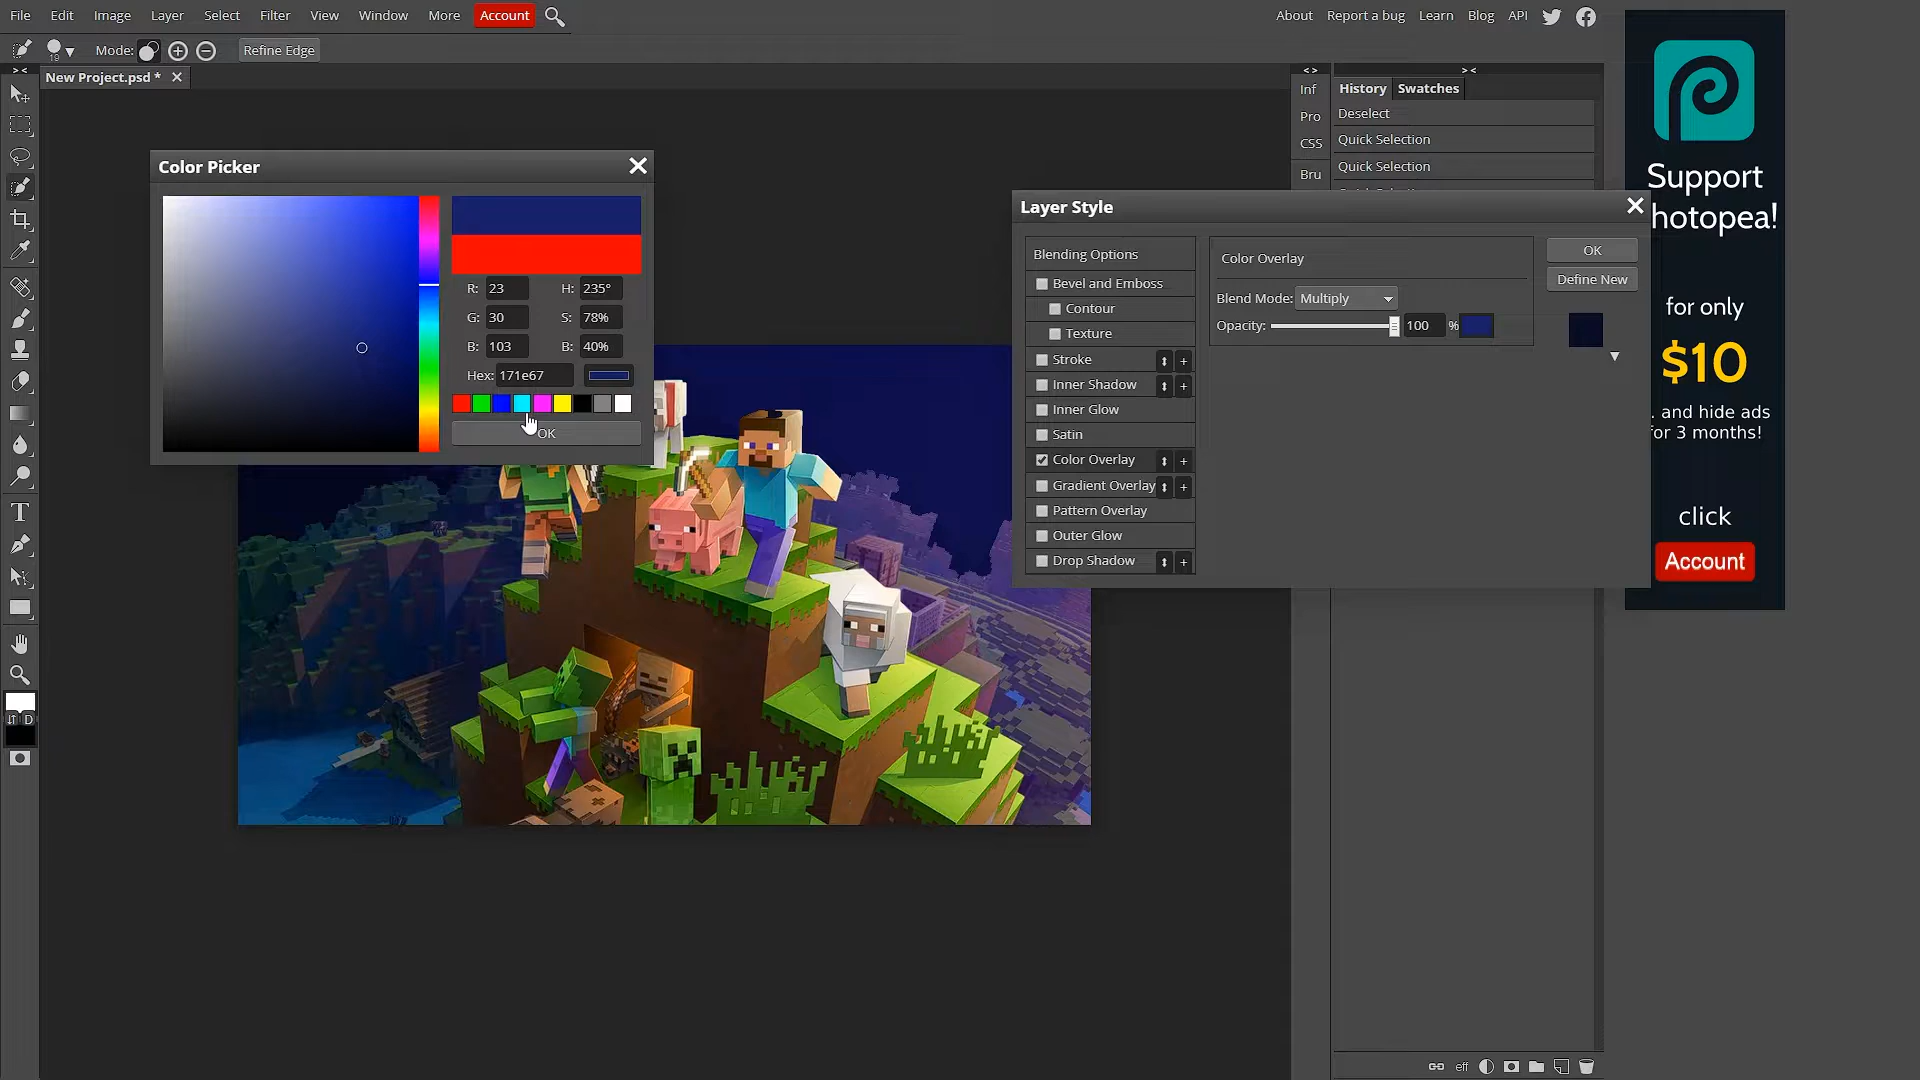 File Edit Image Layer Select Filter View Window More Account
About Report a bug Learn Blog API
19 Mode: Refine Edge
New Project.psd *
Inf
Pro
CSS
Bru
History Swatches
Deselect
Quick Selection
Quick Selection
Color Picker
R: 23 H: 235°
G: 30 S: 78%
B: 103 B: 40%
Hex: 171e67
OK
Layer Style
Blending Options
Bevel and Emboss
Contour
Texture
Stroke
Inner Shadow
Inner Glow
Satin
Color Overlay
Gradient Overlay
Pattern Overlay
Outer Glow
Drop Shadow
Color Overlay
Blend Mode: Multiply
Opacity: 100 %
OK
Define New
Support
hotopea!
for only
$10
. and hide ads
or 3 months!
click
Account
T
D
eff